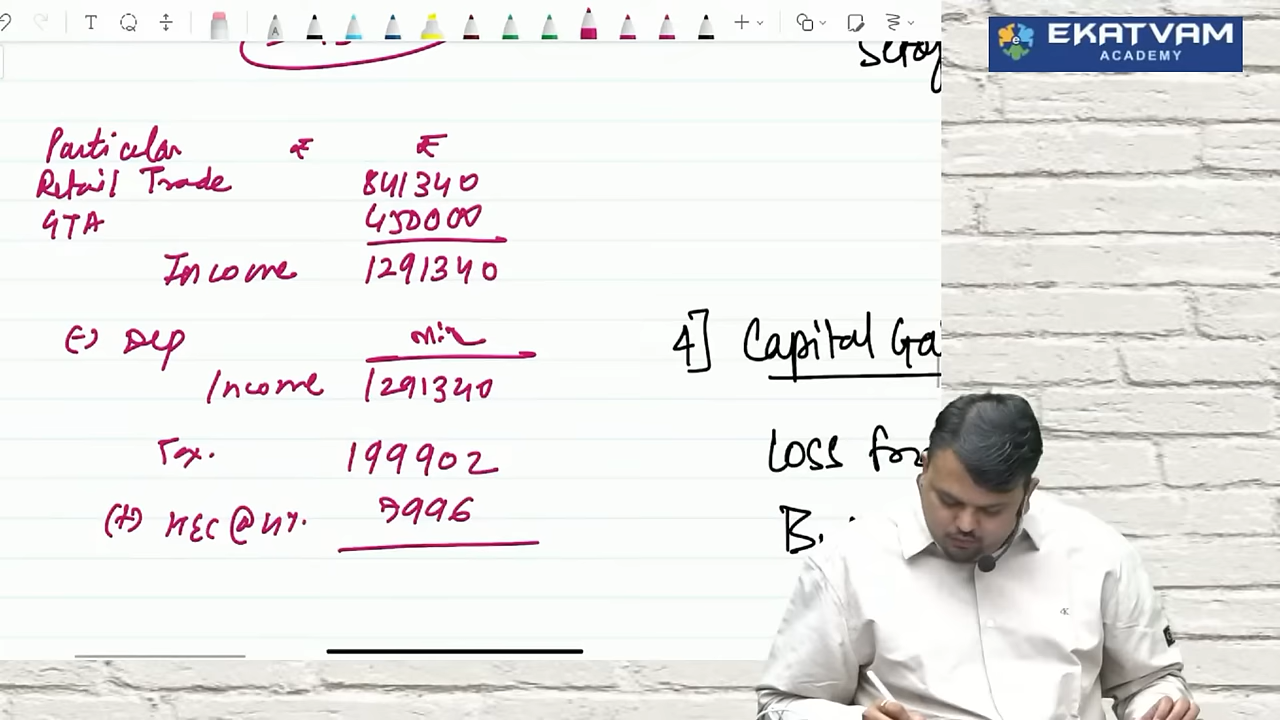 EKATVAM
ACADEMY
T
A
Particular ₹ ₹
Retail Trade 841340
GTA 450000
Income 1291340
(-) Dep Nil
Income 1291340
Tax. 199902
(+) HEC @ 4%. 7996
4] Capital Ga
Loss for
B.